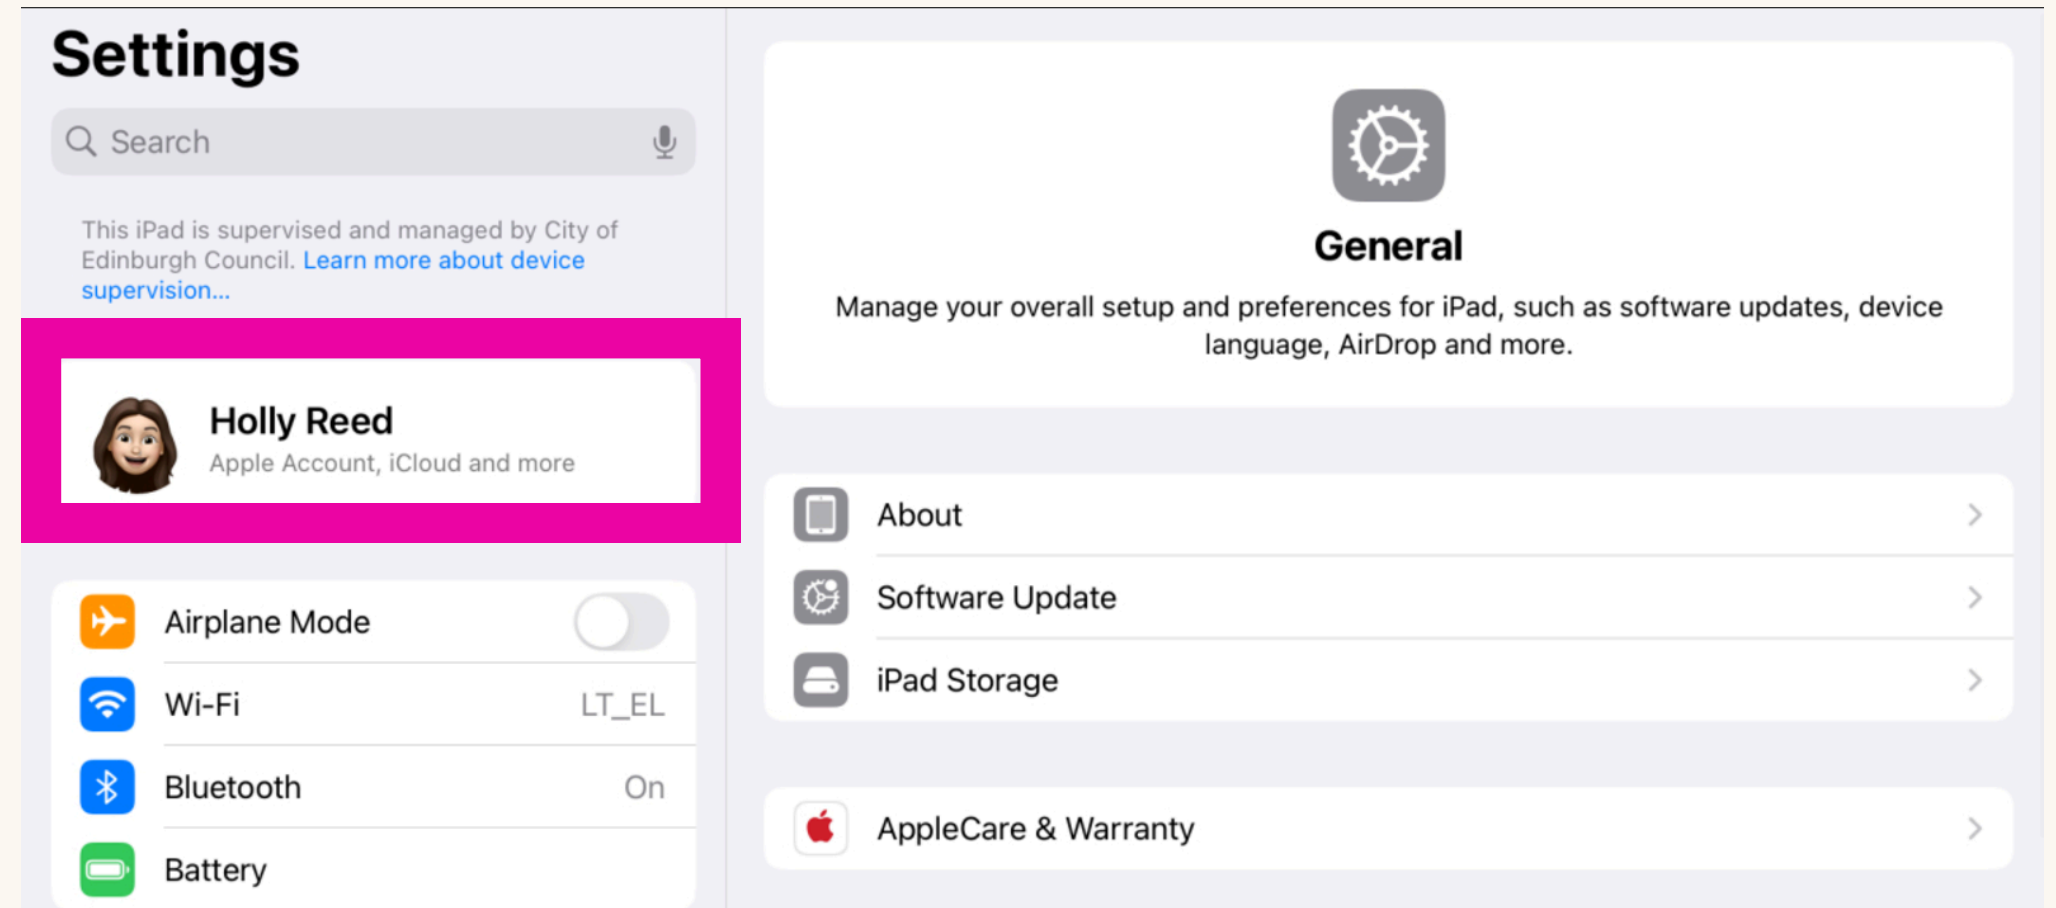 Settings
Search
This iPad is supervised and managed by City of
Edinburgh Council. Learn more about device
supervision...
Holly Reed
Apple Account, iCloud and more
Airplane Mode
Wi-Fi LT_EL
Bluetooth On
Battery
General
Manage your overall setup and preferences for iPad, such as software updates, device
language, AirDrop and more.
About
Software Update
iPad Storage
AppleCare & Warranty